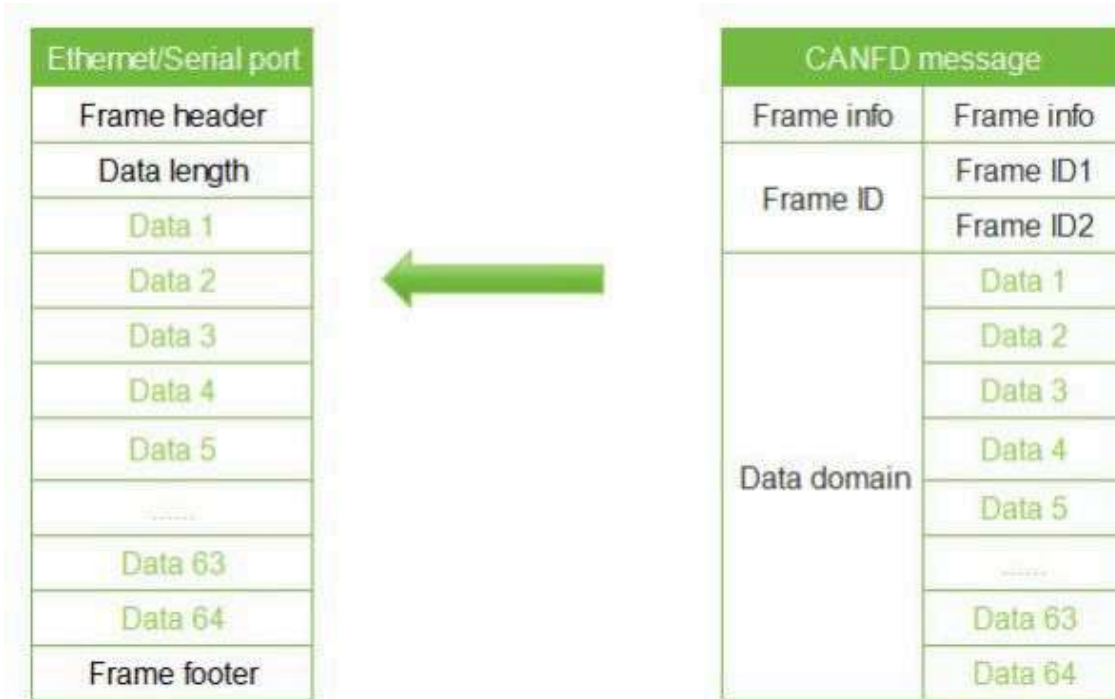 Ethernet/Serial port
Frame header
Data length
Data 1
Data 2
Data 3
Data 4
Data 5
......
Data 63
Data 64
Frame footer
CANFD message
Frame info
Frame info
Frame ID
Frame ID1
Frame ID2
Data domain
Data 1
Data 2
Data 3
Data 4
Data 5
......
Data 63
Data 64